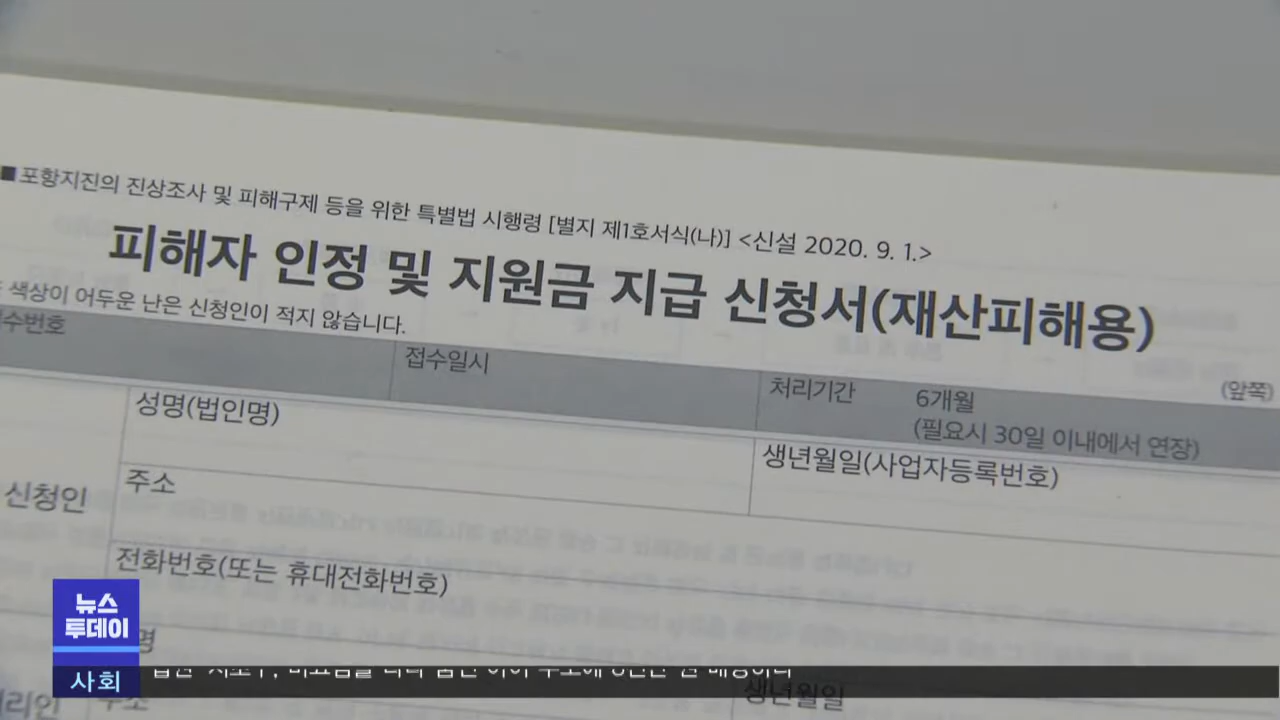 ■포항지진의 진상조사 및 피해구제 등을 위한 특별법 시행령 [별지 제1호서식(나)] <신설 2020. 9. 1.>
피해자 인정 및 지원금 지급 신청서(재산피해용)
색상이 어두운 난은 신청인이 적지 않습니다.
(앞쪽)
접수일시
처리기간 6개월
(필요시 30일 이내에서 연장)
성명(법인명)
생년월일(사업자등록번호)
신청인
주소
전화번호(또는 휴대전화번호)
생년월일
뉴스
투데이
사회